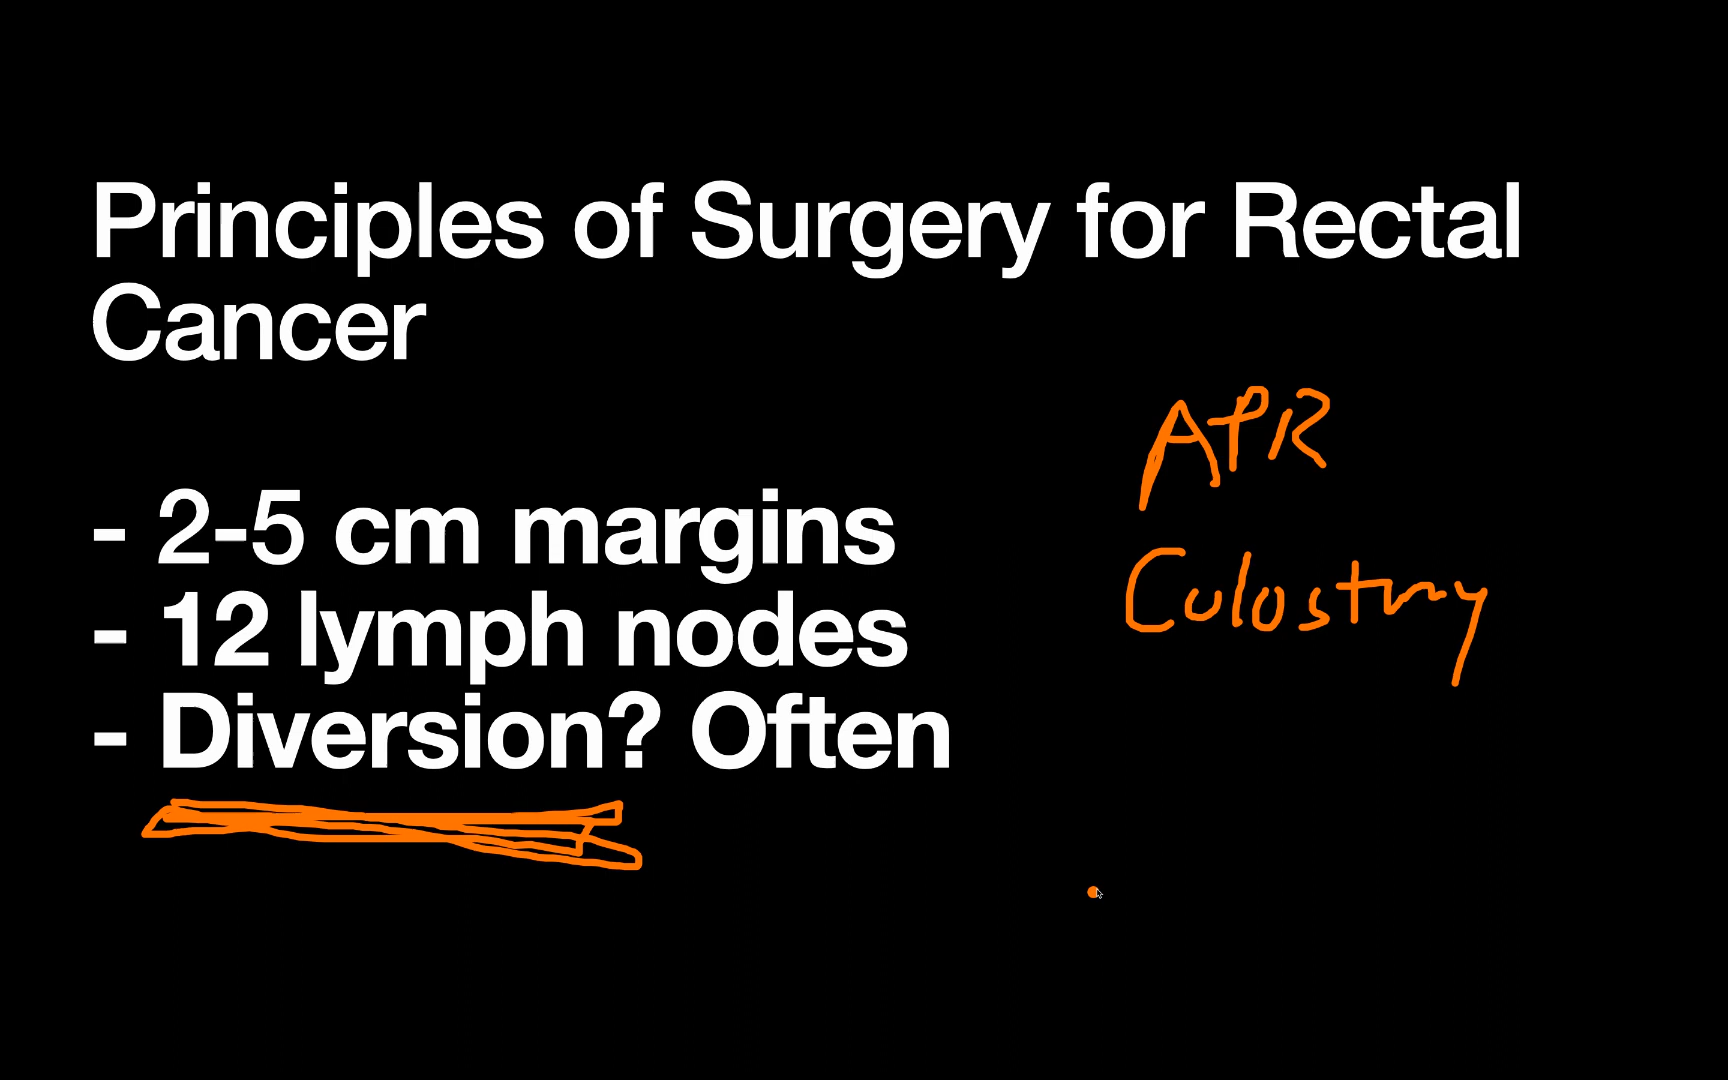 Principles of Surgery for Rectal
Cancer
APR
- 2-5 cm margins
Colostmy
- 12 lymph nodes
- Diversion? Often